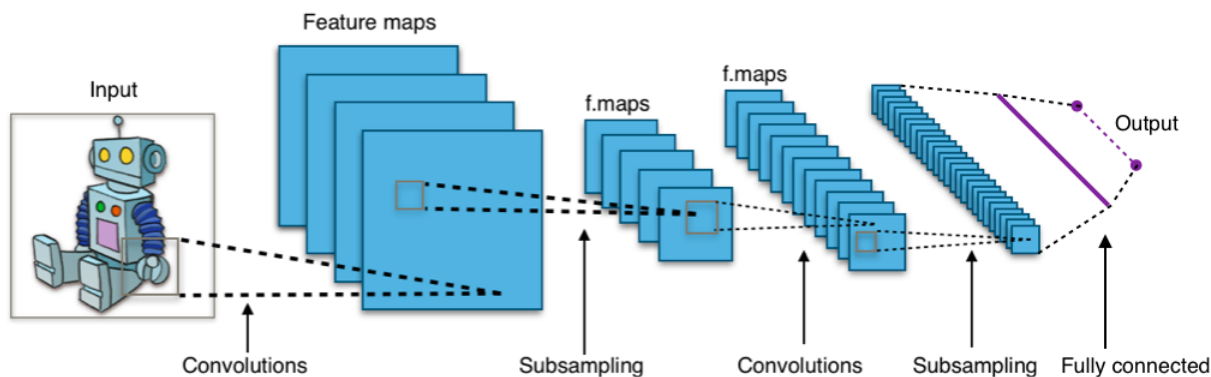 Feature maps
Input
f.maps
f.maps
Output
Convolutions
Subsampling
Convolutions
Subsampling
Fully connected